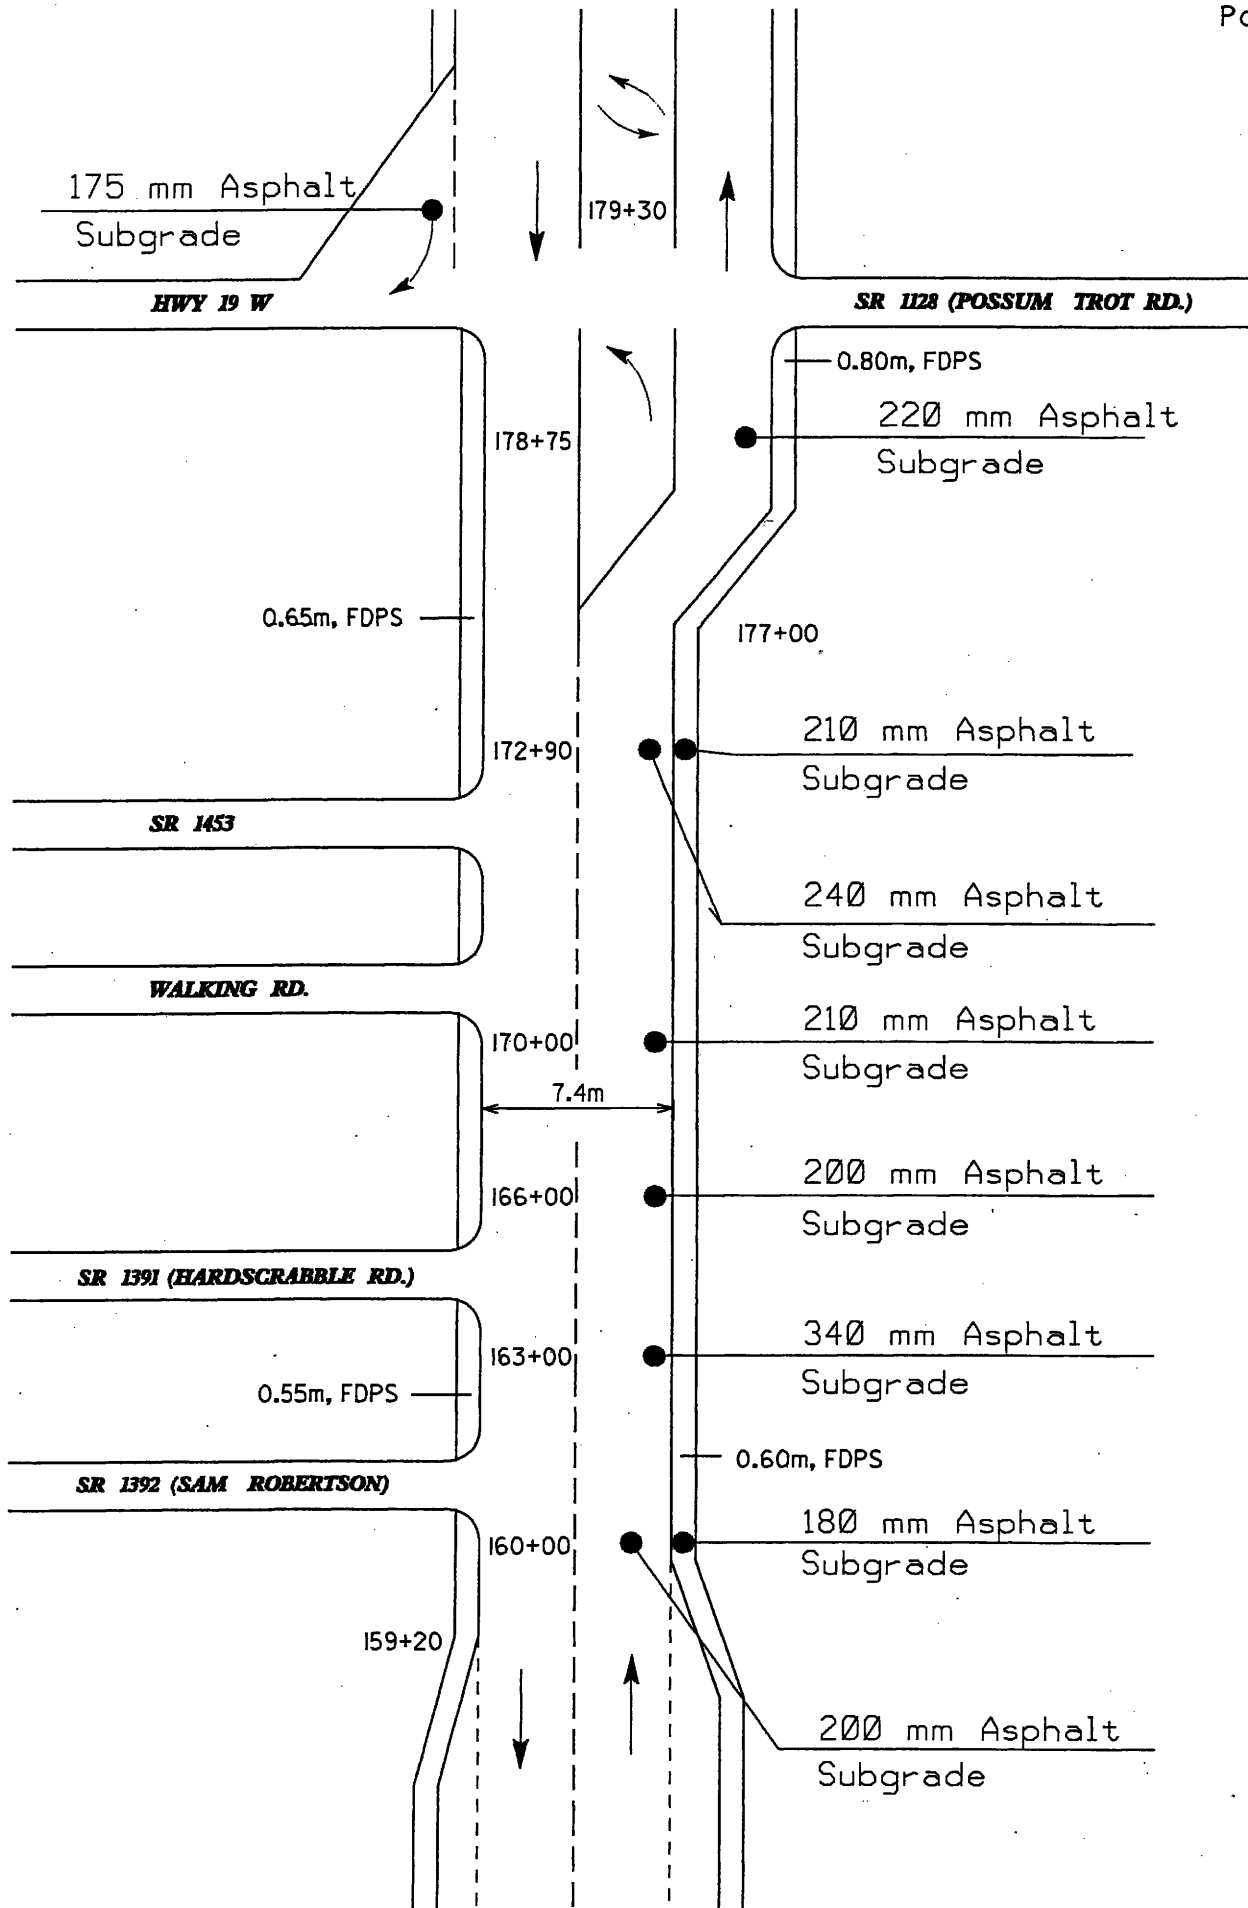 Po
175 mm Asphalt
Subgrade
179+30
HWY 19 W
SR 1128 (POSSUM TROT RD.)
0.80m, FDPS
220 mm Asphalt
Subgrade
178+75
0.65m, FDPS
177+00
172+90
210 mm Asphalt
Subgrade
SR 1453
240 mm Asphalt
Subgrade
WALKING RD.
170+00
210 mm Asphalt
Subgrade
7.4m
166+00
200 mm Asphalt
Subgrade
SR 1391 (HARDSCRABBLE RD.)
163+00
340 mm Asphalt
Subgrade
0.55m, FDPS
0.60m, FDPS
SR 1392 (SAM ROBERTSON)
160+00
180 mm Asphalt
Subgrade
159+20
200 mm Asphalt
Subgrade